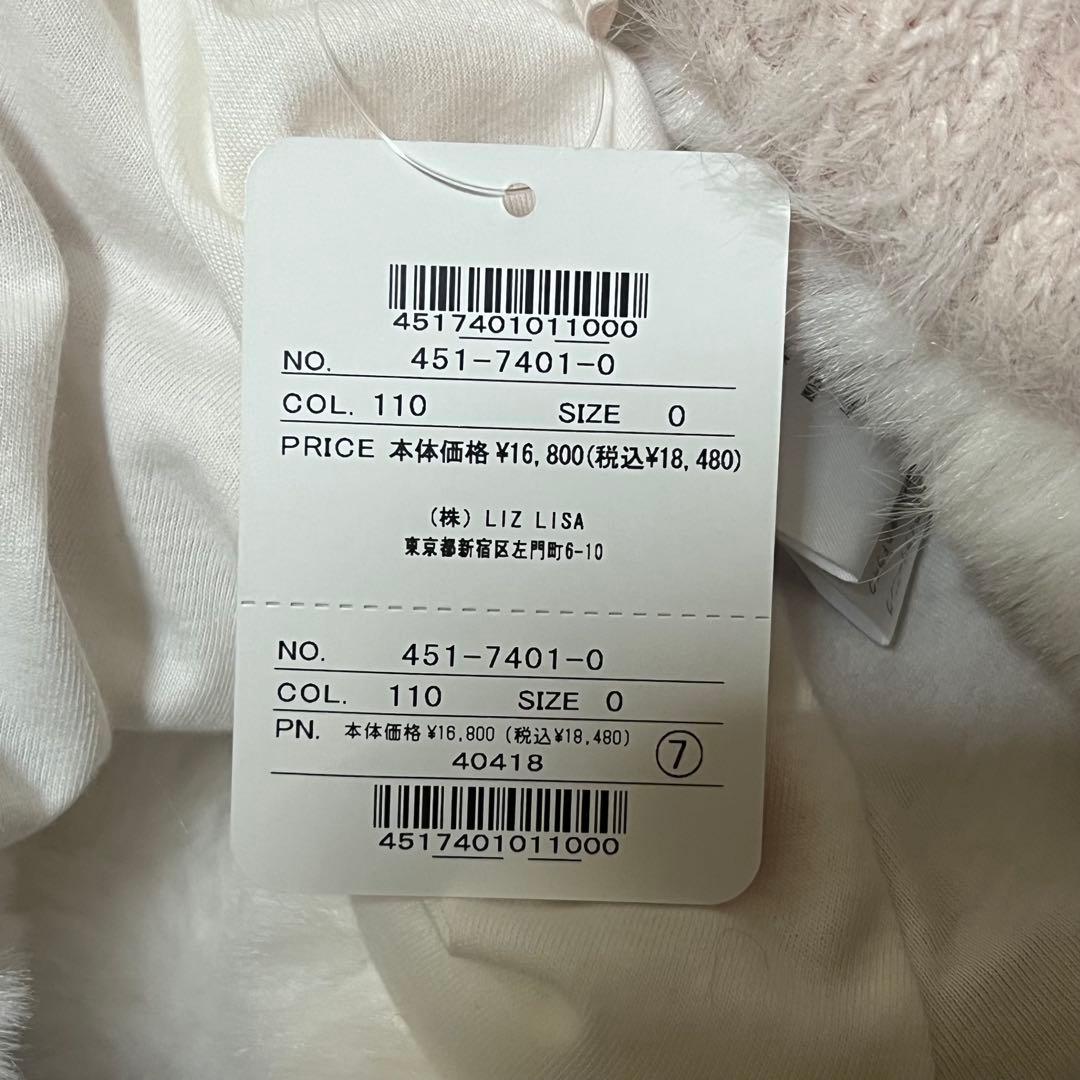 4517401011000
NO. 451-7401-0
COL. 110 SIZE 0
PRICE 本体価格 ¥16,800(税込¥18,480)
(株) LIZ LISA
東京都新宿区左門町6-10
NO. 451-7401-0
COL. 110 SIZE 0
PN. 本体価格 ¥16,800 (税込¥18,480)
40418 ⑦
4517401011000